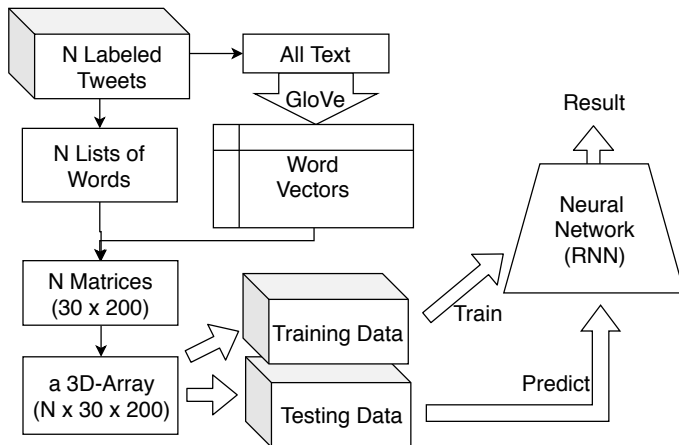 N Labeled
Tweets
All Text
GloVe
Result
N Lists of
Words
Word
Vectors
Neural
Network
(RNN)
N Matrices
(30 x 200)
Training Data
Train
a 3D-Array
(N x 30 x 200)
Testing Data
Predict